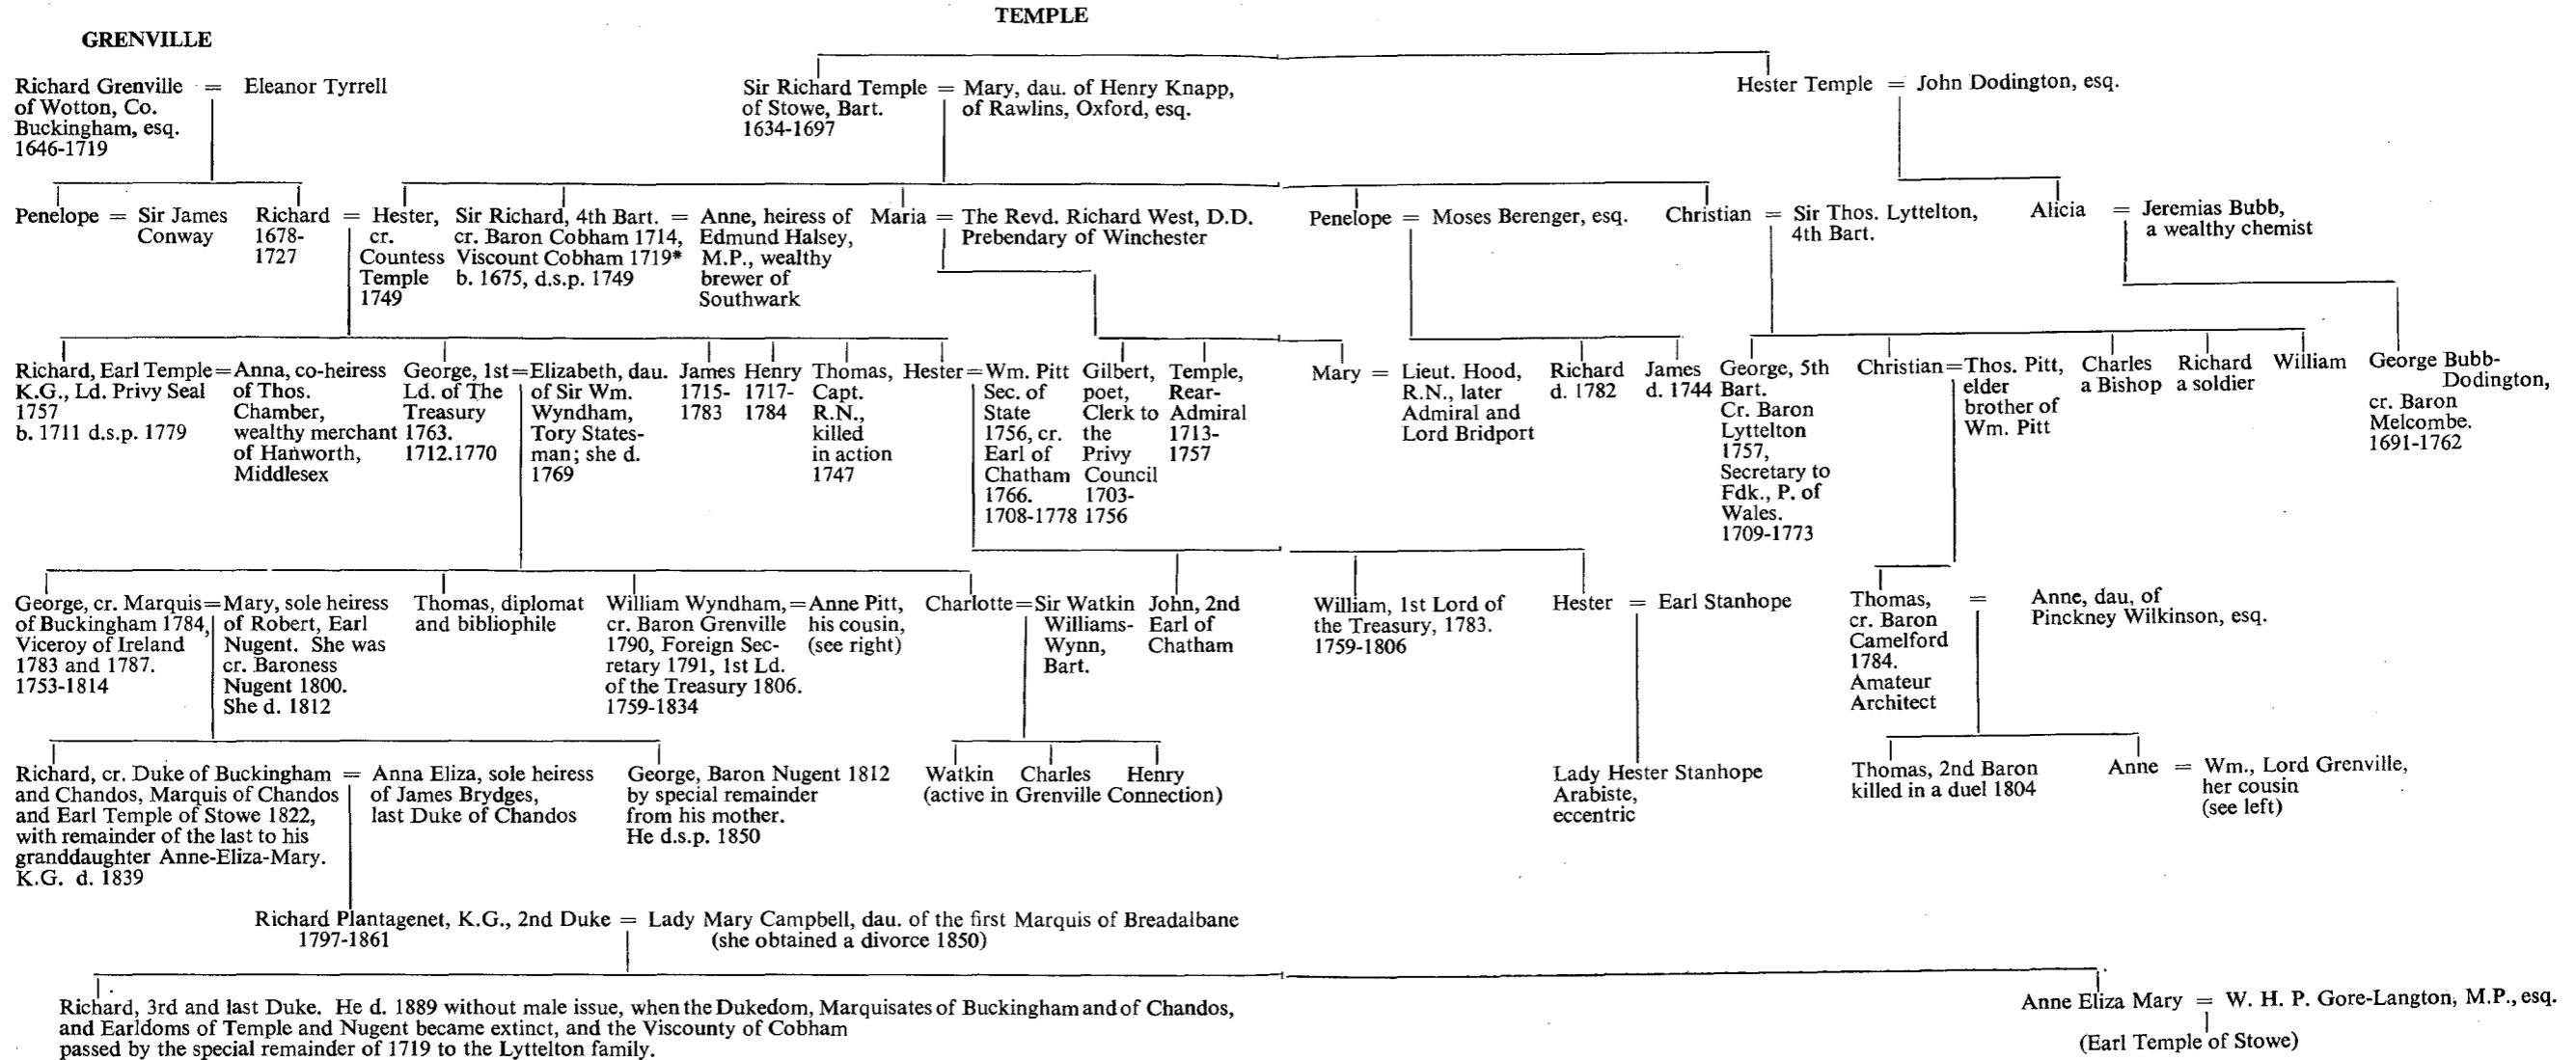 TEMPLE
GRENVILLE
Richard Grenville = Eleanor Tyrrell
of Wotton, Co.
Buckingham, esq.
1646-1719
Sir Richard Temple = Mary, dau. of Henry Knapp,
of Stowe, Bart. of Rawlins, Oxford, esq.
1634-1697
Hester Temple = John Dodington, esq.
Penelope = Sir James
Conway
Richard = Hester,
1678-
1727
cr.
Countess
Temple
1749
Sir Richard, 4th Bart. = Anne, heiress of
cr. Baron Cobham 1714, Edmund Halsey,
Viscount Cobham 1719* M.P., wealthy
b. 1675, d.s.p. 1749 brewer of
Southwark
Maria = The Revd. Richard West, D.D.
Prebendary of Winchester
Penelope = Moses Berenger, esq.
Christian = Sir Thos. Lyttelton,
4th Bart.
Alicia = Jeremias Bubb,
a wealthy chemist
Richard, Earl Temple=Anna, co-heiress
K.G., Ld. Privy Seal of Thos.
1757 Chamber,
b. 1711 d.s.p. 1779 wealthy merchant
of Hanworth,
Middlesex
George, 1st=Elizabeth, dau.
Ld. of The of Sir Wm.
Treasury Wyndham,
1763. Tory States-
1712.1770 man; she d.
1769
James
1715-
1783
Henry
1717-
1784
Thomas,
Capt.
R.N.,
killed
in action
1747
Hester=Wm. Pitt
Sec. of
State
1756, cr.
Earl of
Chatham
1766.
1708-1778
Gilbert,
poet,
Clerk to
the
Privy
Council
1703-
1756
Temple,
Rear-
Admiral
1713-
1757
Mary = Lieut. Hood,
R.N., later
Admiral and
Lord Bridport
Richard
d. 1782
James
d. 1744
George, 5th
Bart.
Cr. Baron
Lyttelton
1757,
Secretary to
Fdk., P. of
Wales.
1709-1773
Christian=Thos. Pitt,
elder
brother of
Wm. Pitt
Charles
a Bishop
Richard
a soldier
William
George Bubb-
Dodington,
cr. Baron
Melcombe.
1691-1762
George, cr. Marquis=Mary, sole heiress
of Buckingham 1784, of Robert, Earl
Viceroy of Ireland Nugent. She was
1783 and 1787. cr. Baroness
1753-1814 Nugent 1800.
She d. 1812
Thomas, diplomat
and bibliophile
William Wyndham,=Anne Pitt,
cr. Baron Grenville his cousin,
1790, Foreign Sec- (see right)
retary 1791, 1st Ld.
of the Treasury 1806.
1759-1834
Charlotte=Sir Watkin
Williams-
Wynn,
Bart.
John, 2nd
Earl of
Chatham
William, 1st Lord of
the Treasury, 1783.
1759-1806
Hester = Earl Stanhope
Thomas, = Anne, dau, of
cr. Baron Pinckney Wilkinson, esq.
Camelford
1784.
Amateur
Architect
Richard, cr. Duke of Buckingham = Anna Eliza, sole heiress
and Chandos, Marquis of Chandos of James Brydges,
and Earl Temple of Stowe 1822, last Duke of Chandos
with remainder of the last to his
granddaughter Anne-Eliza-Mary.
K.G. d. 1839
George, Baron Nugent 1812
by special remainder
from his mother.
He d.s.p. 1850
Watkin Charles Henry
(active in Grenville Connection)
Lady Hester Stanhope
Arabiste,
eccentric
Thomas, 2nd Baron
killed in a duel 1804
Anne = Wm., Lord Grenville,
her cousin
(see left)
Richard Plantagenet, K.G., 2nd Duke = Lady Mary Campbell, dau. of the first Marquis of Breadalbane
1797-1861 (she obtained a divorce 1850)
Richard, 3rd and last Duke. He d. 1889 without male issue, when the Dukedom, Marquisates of Buckingham and of Chandos,
and Earldoms of Temple and Nugent became extinct, and the Viscounty of Cobham
passed by the special remainder of 1719 to the Lyttelton family.
Anne Eliza Mary = W. H. P. Gore-Langton, M.P., esq.
(Earl Temple of Stowe)